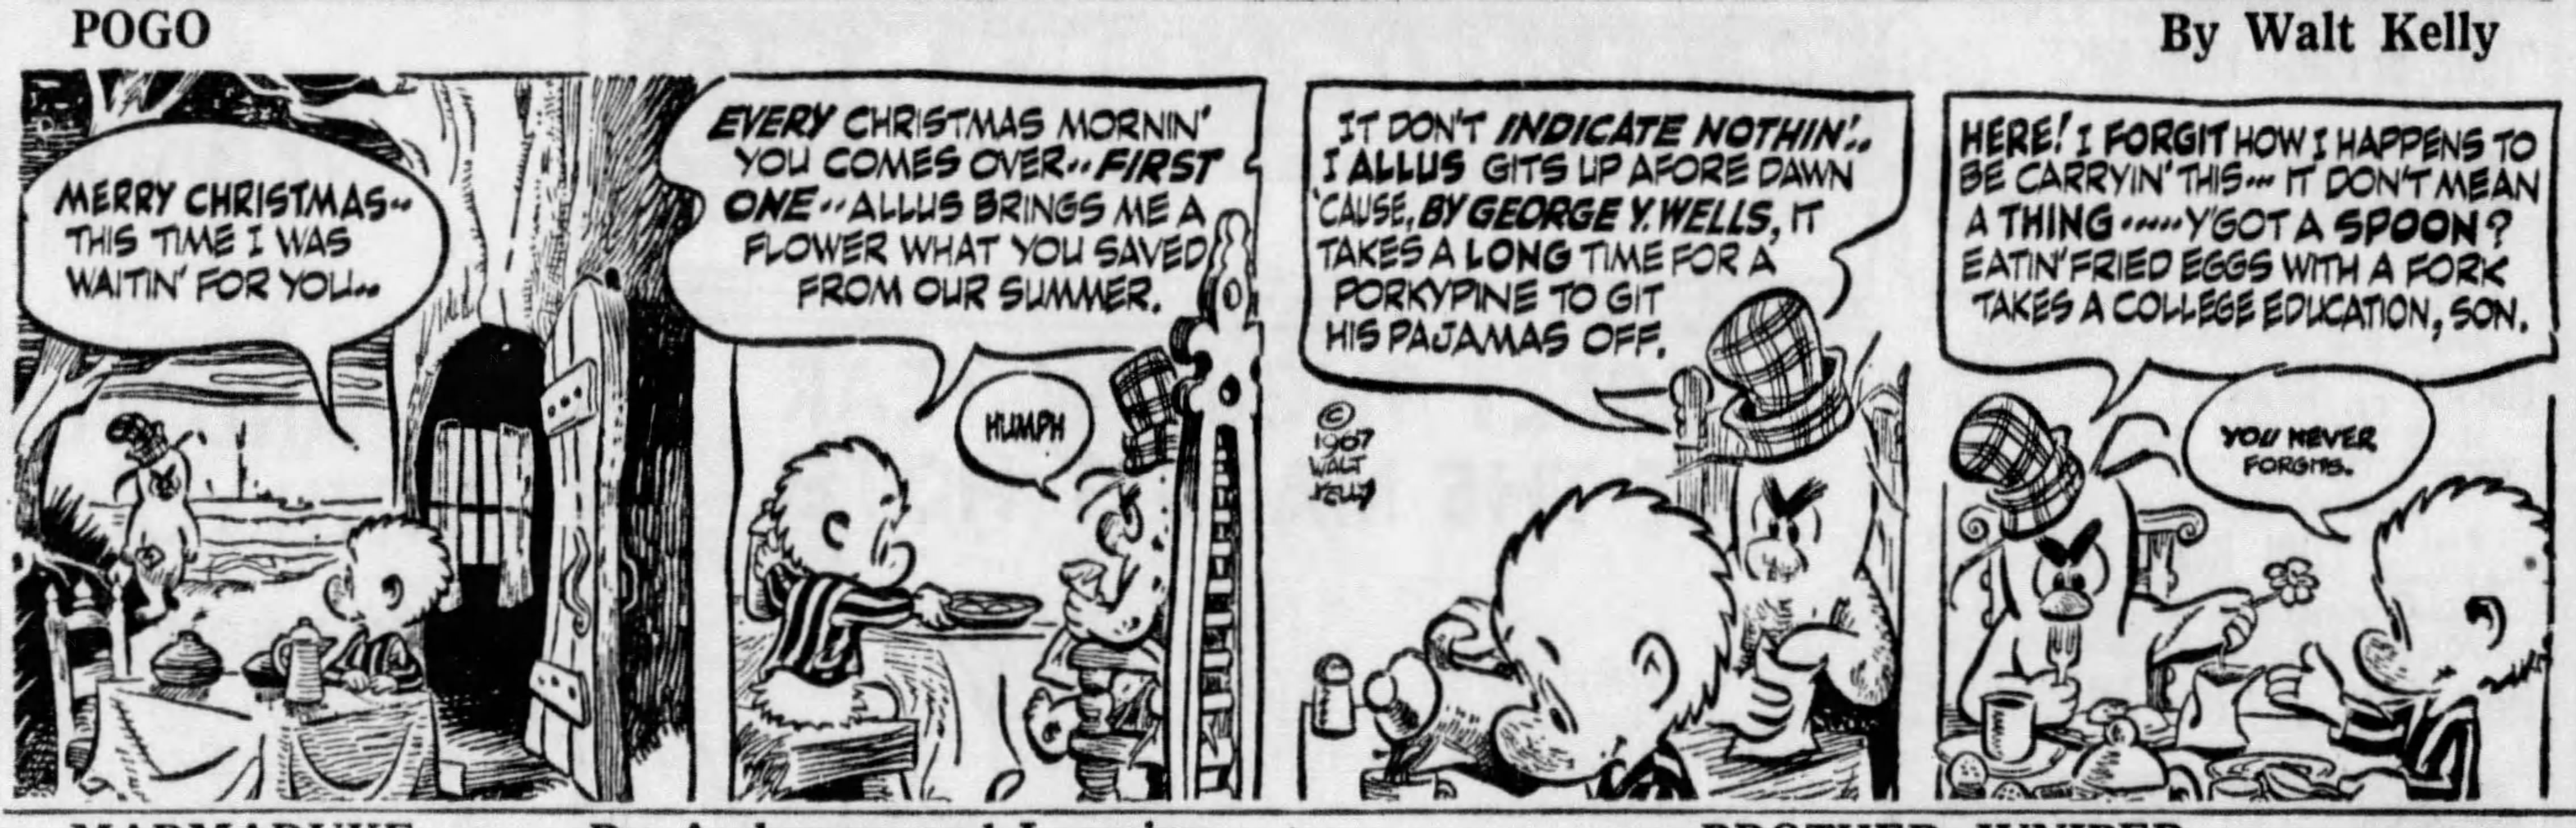 POGO
By Walt Kelly
MERRY CHRISTMAS--
THIS TIME I WAS
WAITIN' FOR YOU...
EVERY CHRISTMAS MORNIN'
YOU COMES OVER-- FIRST
ONE -- ALLUS BRINGS ME A
FLOWER WHAT YOU SAVED
FROM OUR SUMMER.
HUMPH
IT DON'T INDICATE NOTHIN'..
I ALLUS GITS UP AFORE DAWN
'CAUSE, BY GEORGE Y. WELLS, IT
TAKES A LONG TIME FOR A
PORKYPINE TO GIT
HIS PAJAMAS OFF.
©
1967
WALT
KELLY
HERE! I FORGIT HOW I HAPPENS TO
BE CARRYIN' THIS--- IT DON'T MEAN
A THING ----- Y'GOT A SPOON?
EATIN' FRIED EGGS WITH A FORK
TAKES A COLLEGE EDUCATION, SON.
YOU NEVER
FORGITS.